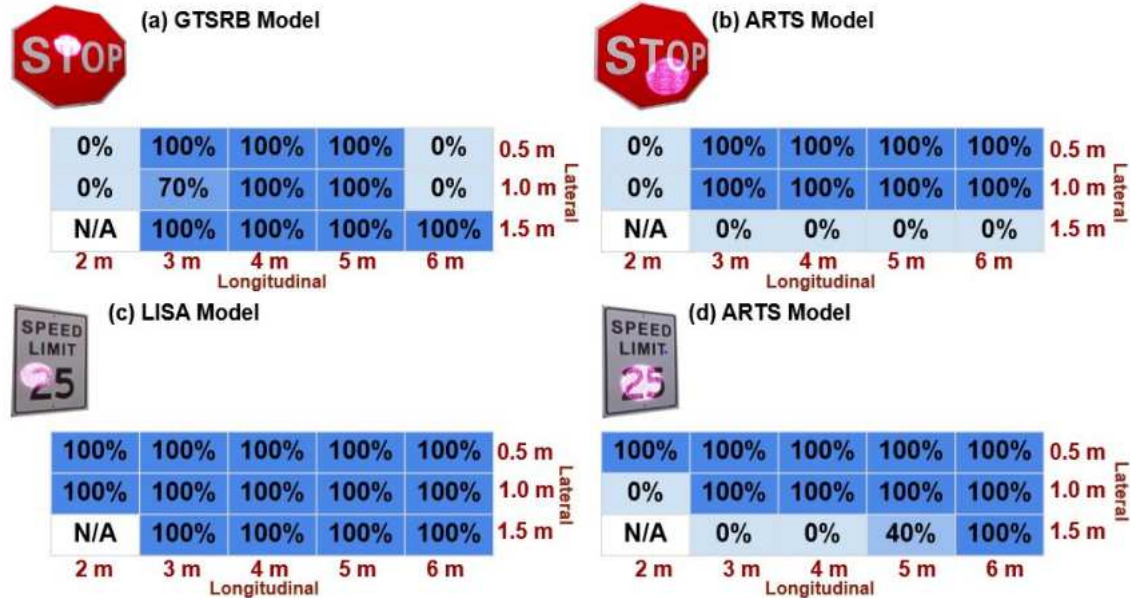 (a) GTSRB Model
STOP
0% 100% 100% 100% 0% 0.5 m
0% 70% 100% 100% 0% 1.0 m
N/A 100% 100% 100% 100% 1.5 m
Lateral
2 m 3 m 4 m 5 m 6 m
Longitudinal
(b) ARTS Model
STOP
0% 100% 100% 100% 100% 0.5 m
0% 100% 100% 100% 100% 1.0 m
N/A 0% 0% 0% 0% 1.5 m
Lateral
2 m 3 m 4 m 5 m 6 m
Longitudinal
(c) LISA Model
SPEED
LIMIT
25
100% 100% 100% 100% 100% 0.5 m
100% 100% 100% 100% 100% 1.0 m
N/A 100% 100% 100% 100% 1.5 m
Lateral
2 m 3 m 4 m 5 m 6 m
Longitudinal
(d) ARTS Model
SPEED
LIMIT
25
100% 100% 100% 100% 100% 0.5 m
0% 100% 100% 100% 100% 1.0 m
N/A 0% 0% 40% 100% 1.5 m
Lateral
2 m 3 m 4 m 5 m 6 m
Longitudinal